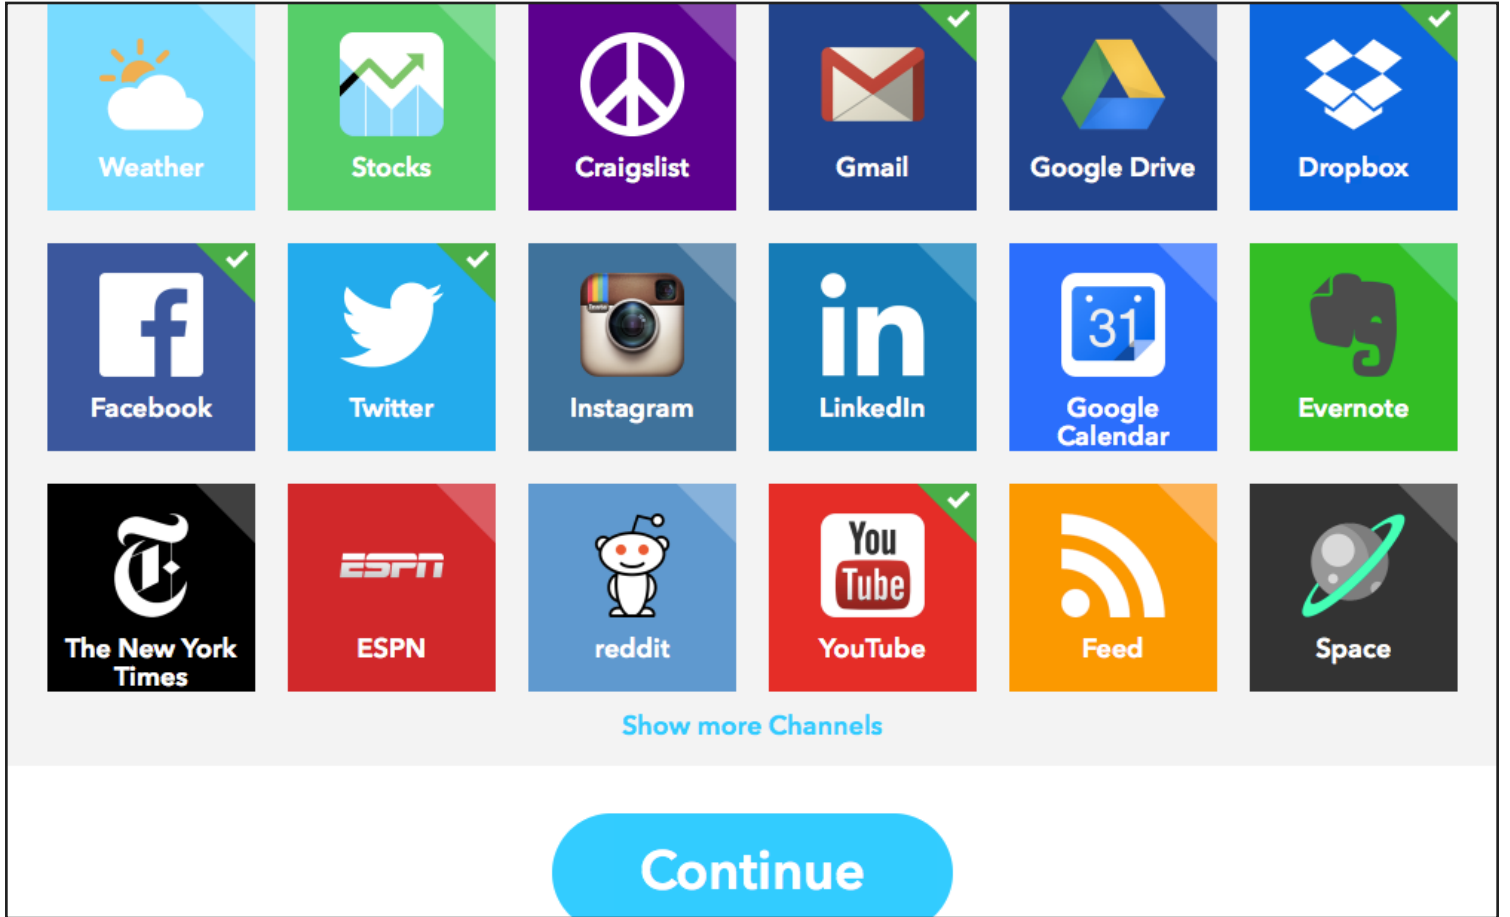 Weather
Stocks
Craigslist
Gmail
Google Drive
Dropbox
Facebook
Twitter
Instagram
in
LinkedIn
31
Google
Calendar
Evernote
T
The New York
Times
ESPN
ESPN
reddit
You
Tube
YouTube
Feed
Space
Show more Channels
Continue